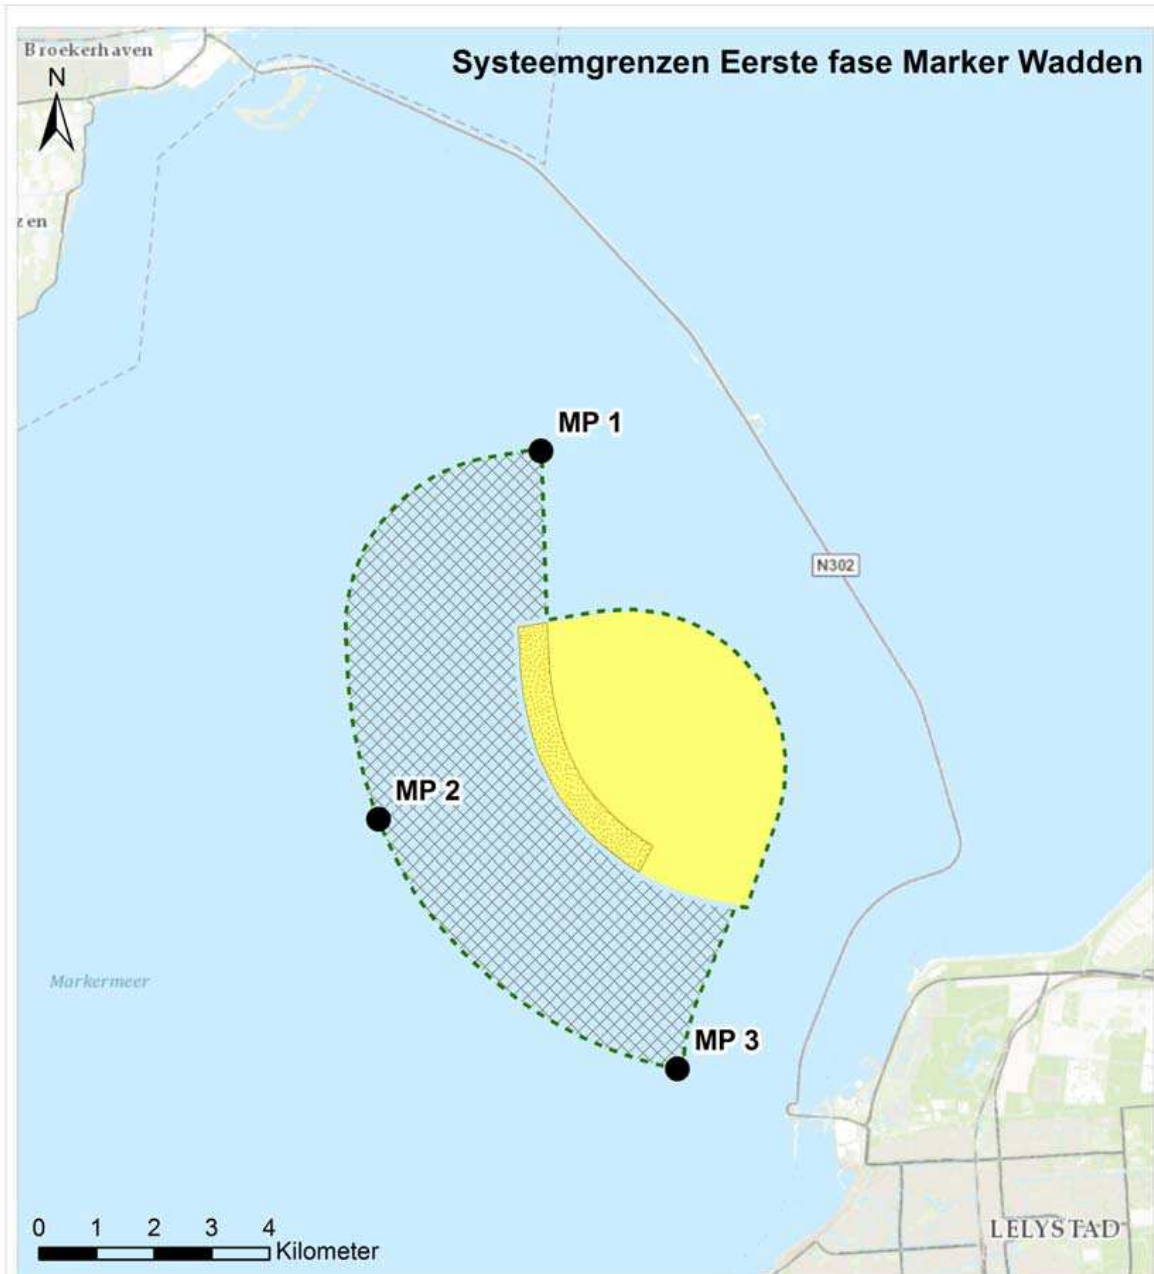 Broekerhaven
Systeemgrenzen Eerste fase Marker Wadden
N
zen
MP 1
N302
MP 2
Markermeer
MP 3
0 1 2 3 4
Kilometer
LELYSTAD